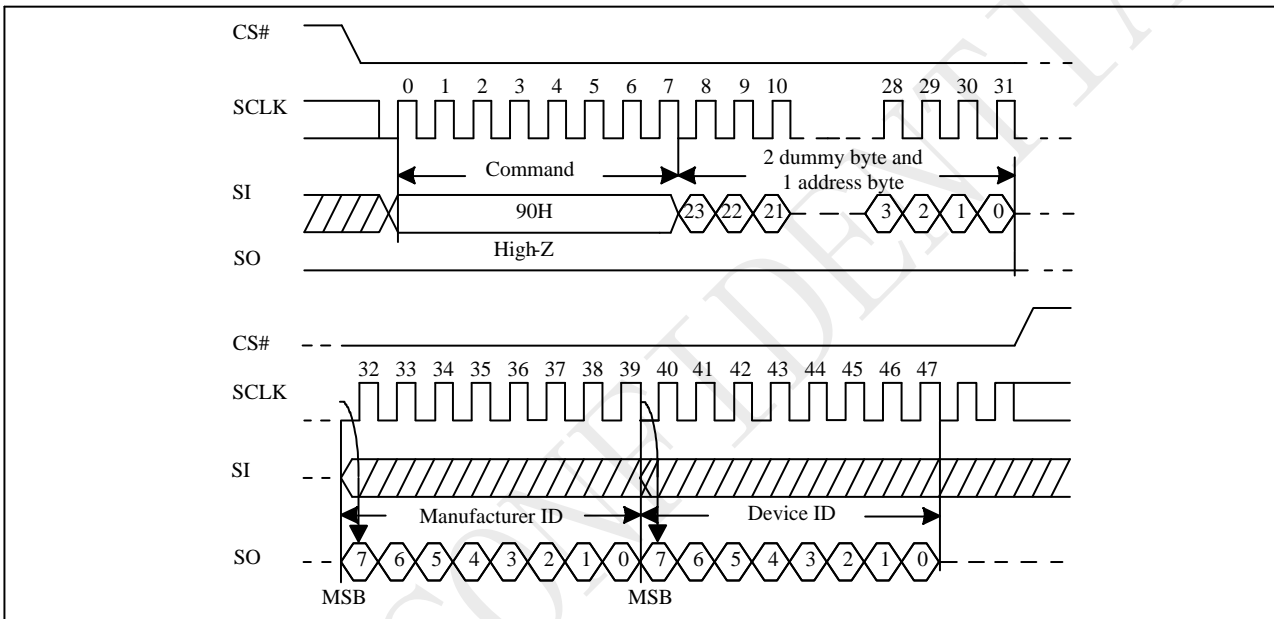 CS#
0 1 2 3 4 5 6 7 8 9 10 28 29 30 31
SCLK
Command
2 dummy byte and
1 address byte
SI
90H
23 22 21 3 2 1 0
High-Z
SO
CS#
32 33 34 35 36 37 38 39 40 41 42 43 44 45 46 47
SCLK
SI
Manufacturer ID
Device ID
SO
7 6 5 4 3 2 1 0 7 6 5 4 3 2 1 0
MSB
MSB
CONFIDENTIA